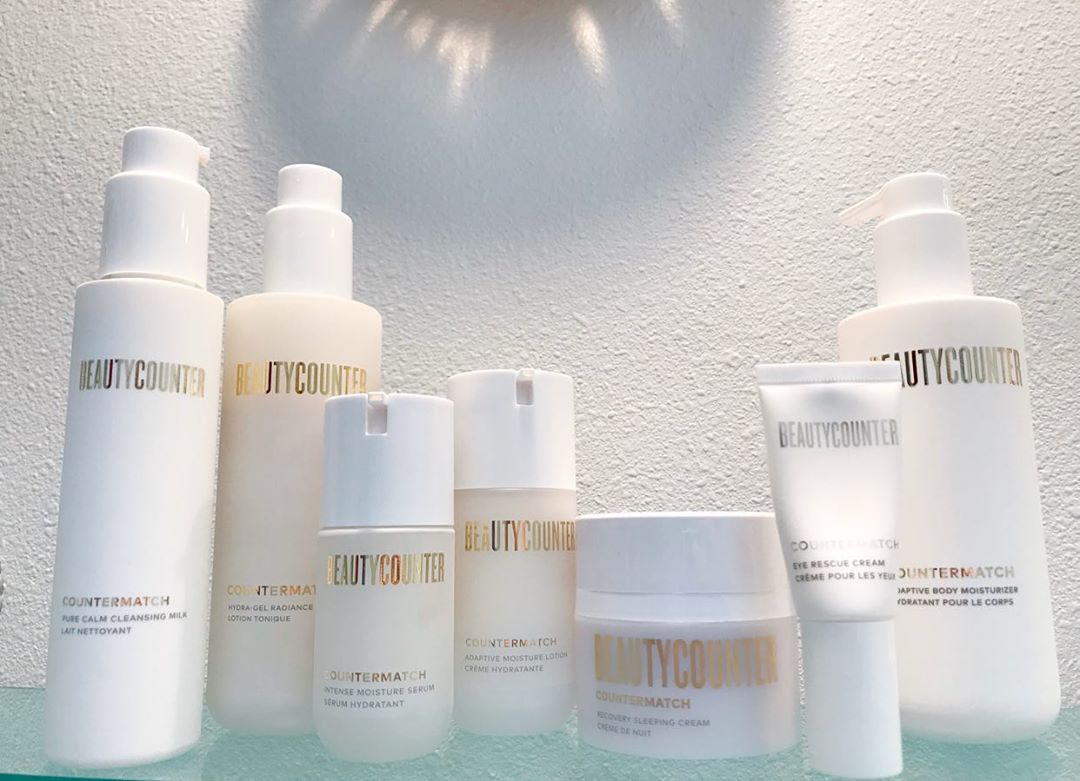 BEAUTYCOUNTER
COUNTERMATCH
PURE CALM CLEANSING MILK
LAIT NETTOYANT
BEAUTYCOUNTER
COUNTERMAT
HYDRA-GEL RADIANCE
LOTION TONIQUE
BEAUTYCOUNTER
COUNTERMATCH
INTENSE MOISTURE SERUM
SÉRUM HYDRATANT
BEAUTYCOUNTER
COUNTERMATCH
ADAPTIVE MOISTURE LOTION
CRÈME HYDRATANTE
BEAUTYCOUNTER
COUNTERMATCH
RECOVERY SLEEPING CREAM
CRÈME DE NUIT
BEAUTYCOUNTER
COUNTERMATCH
EYE RESCUE CREAM
CRÈME POUR LES YEUX
BEAUTYCOUNTER
OUNTERMATCH
DAPTIVE BODY MOISTURIZER
YDRATANT POUR LE CORPS